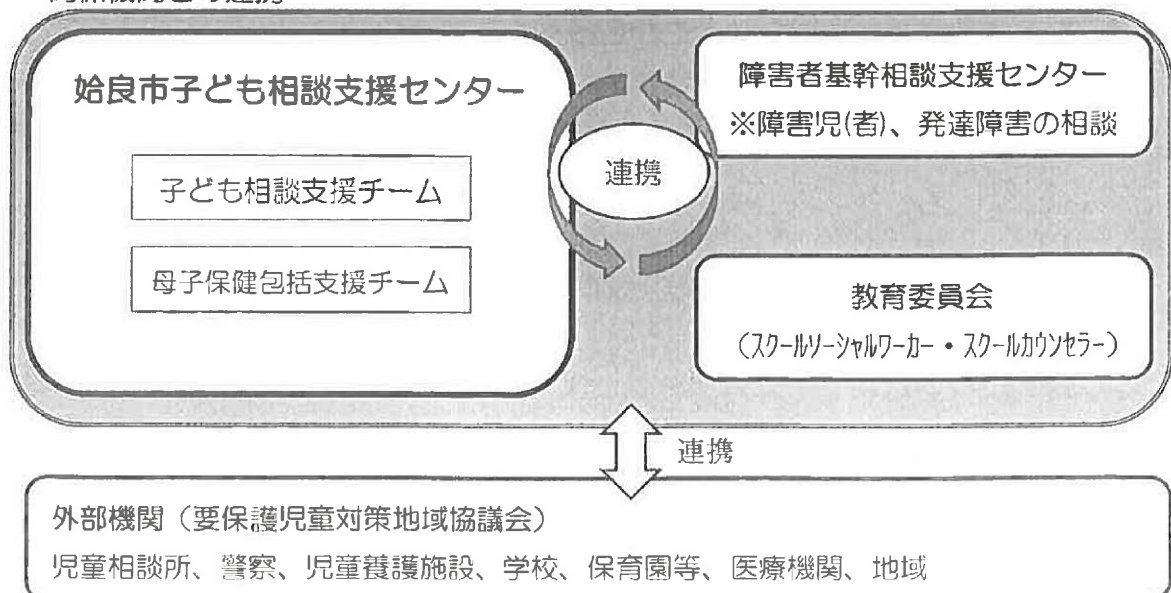 姶良市子ども相談支援センター
子ども相談支援チーム
母子保健包括支援チーム
連携
障害者基幹相談支援センター
※障害児(者)、発達障害の相談
教育委員会
(スクールソーシャルワーカー・スクールカウンセラー)
連携
外部機関(要保護児童対策地域協議会)
児童相談所、警察、児童養護施設、学校、保育園等、医療機関、地域